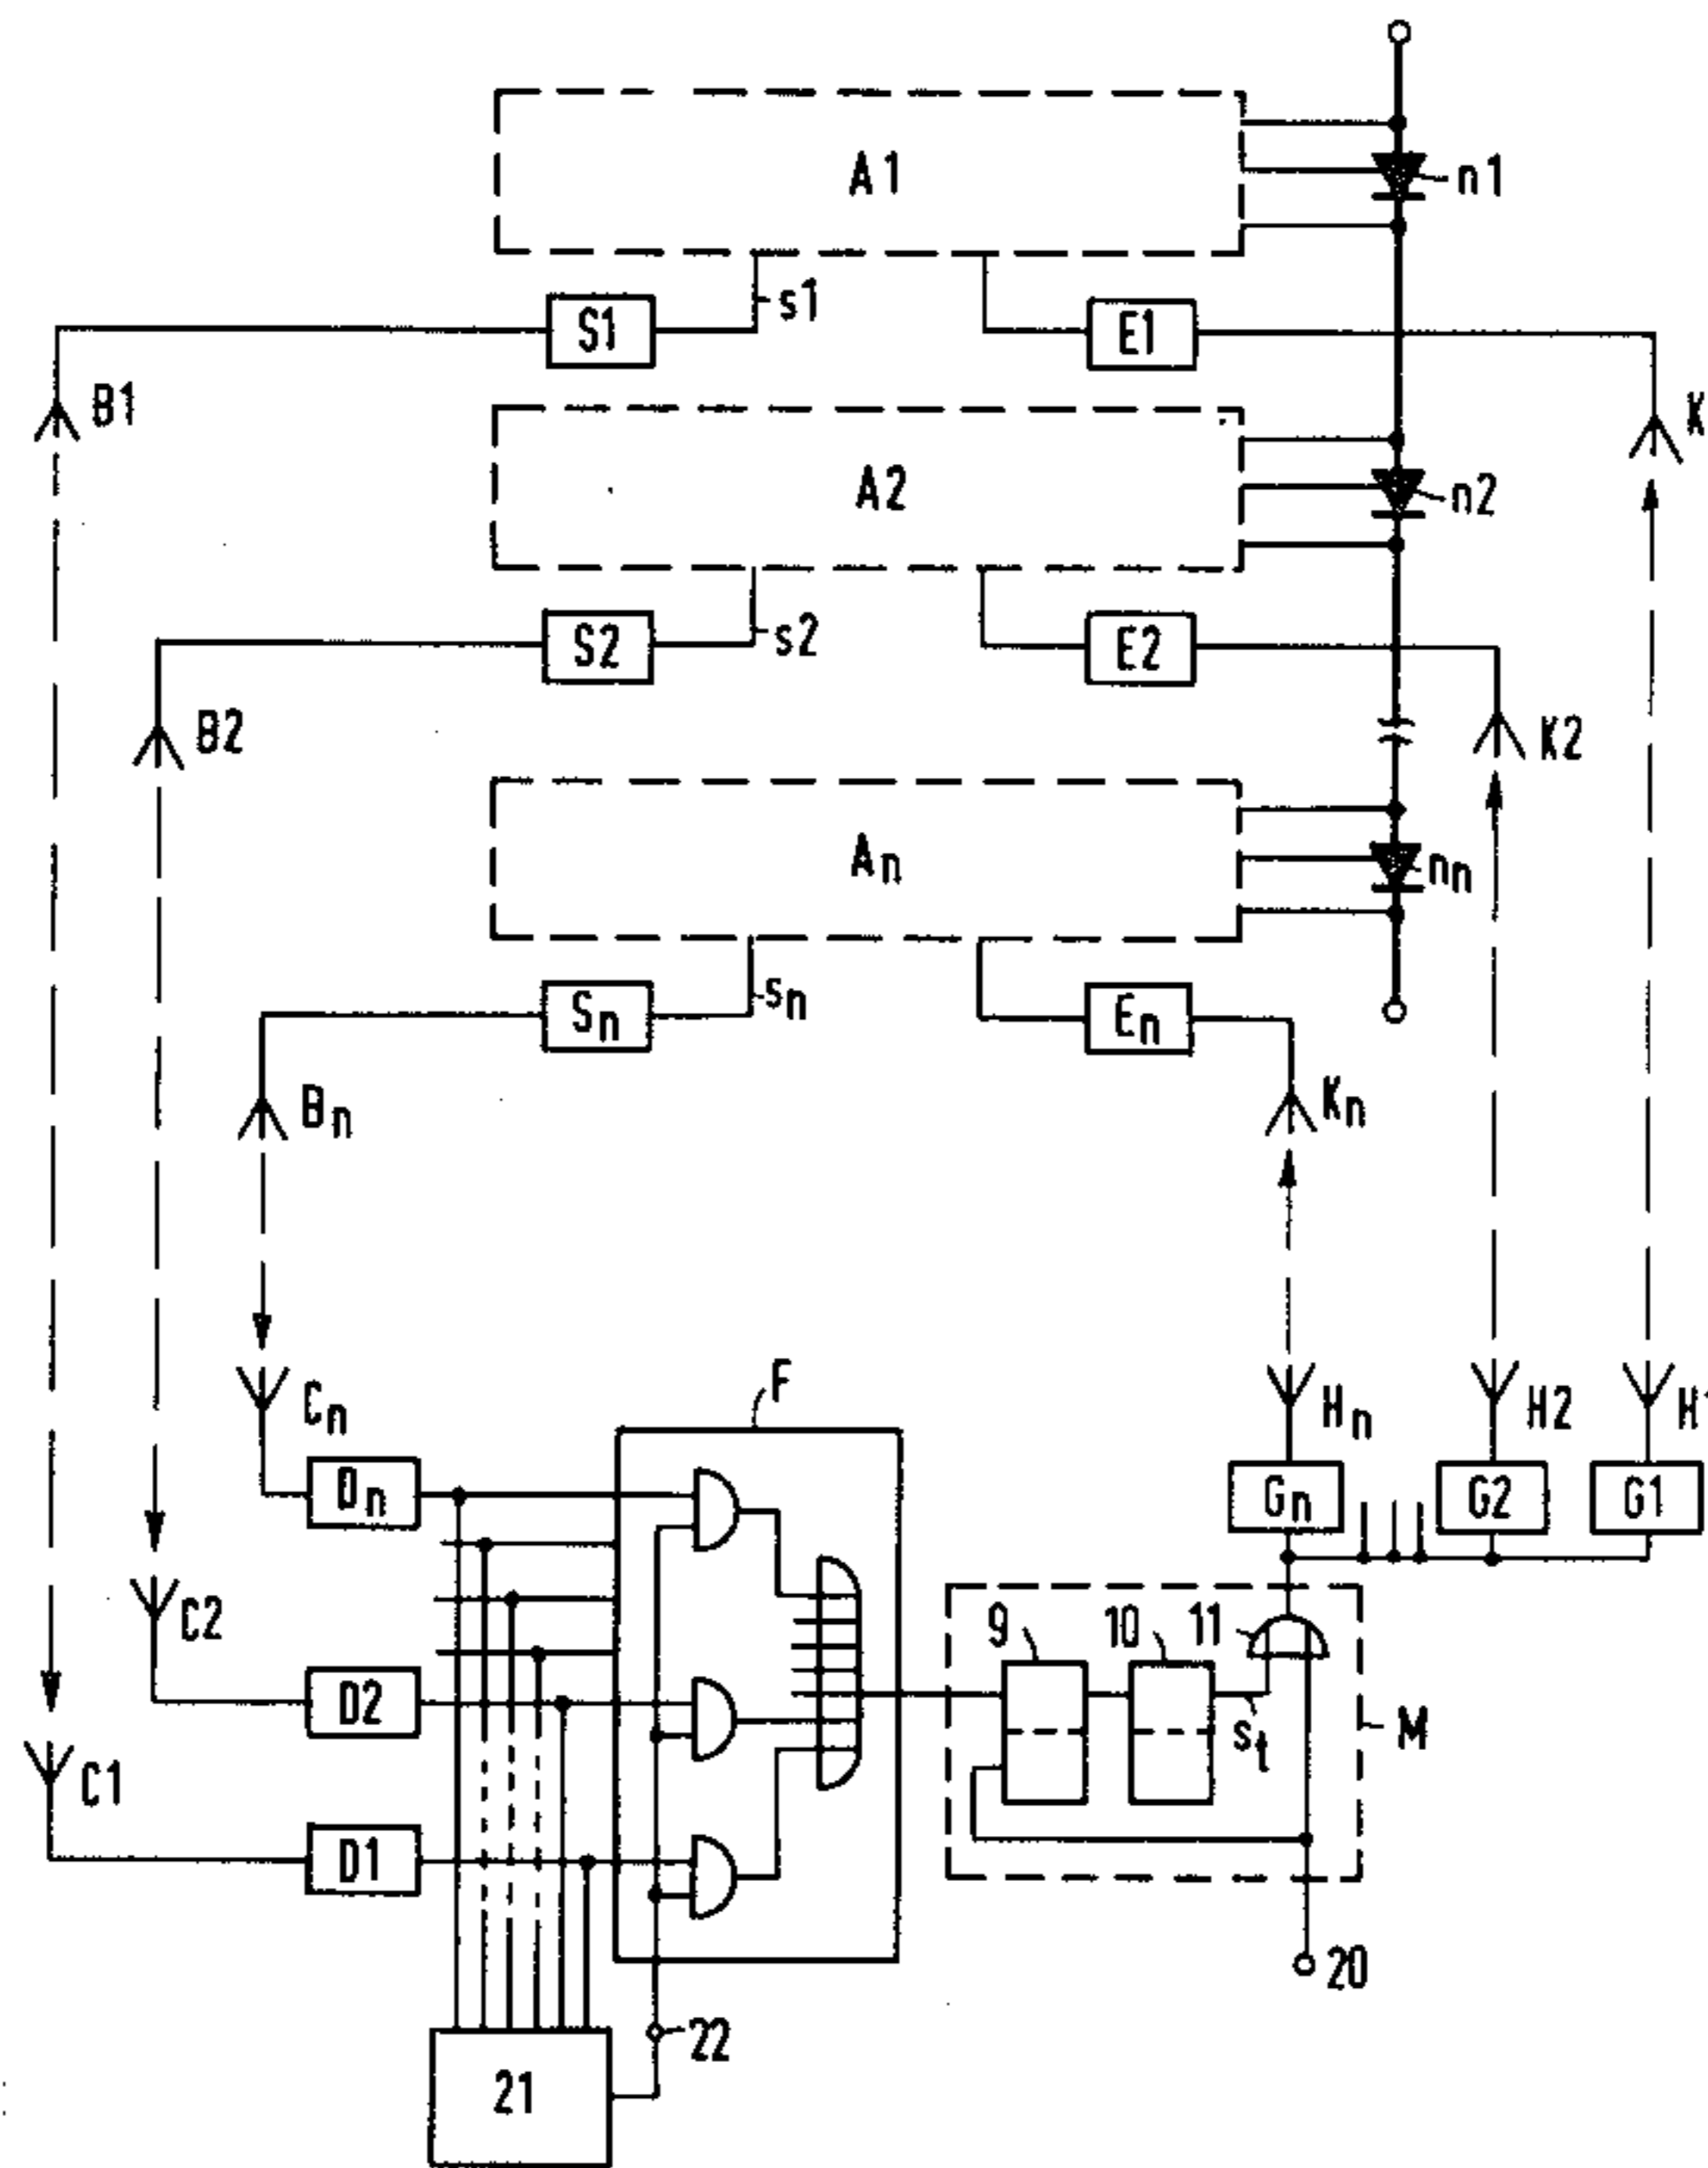 A1
n1
s1
S1
E1
B1
K
A2
n2
s2
S2
E2
B2
K2
An
nn
sn
Sn
En
Bn
Kn
F
Cn
Hn
H2
H1
Dn
Gn
G2
G1
C2
9
10
11
D2
st
M
C1
D1
20
22
21